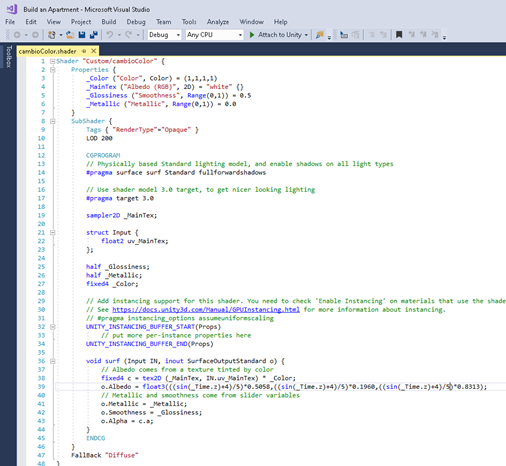 Build an Apartment - Microsoft Visual Studio
File Edit View Project Build Debug Team Tools Analyze Window Help
Debug Any CPU Attach to Unity
Toolbox
cambioColor.shader
1 Shader "Custom/cambioColor" {
2 Properties {
3 _Color ("Color", Color) = (1,1,1,1)
4 _MainTex ("Albedo (RGB)", 2D) = "white" {}
5 _Glossiness ("Smoothness", Range(0,1)) = 0.5
6 _Metallic ("Metallic", Range(0,1)) = 0.0
7 }
8 SubShader {
9 Tags { "RenderType"="Opaque" }
10 LOD 200
11
12 CGPROGRAM
13 // Physically based Standard lighting model, and enable shadows on all light types
14 #pragma surface surf Standard fullforwardshadows
15
16 // Use shader model 3.0 target, to get nicer looking lighting
17 #pragma target 3.0
18
19 sampler2D _MainTex;
20
21 struct Input {
22 float2 uv_MainTex;
23 };
24
25 half _Glossiness;
26 half _Metallic;
27 fixed4 _Color;
28
29 // Add instancing support for this shader. You need to check 'Enable Instancing' on materials that use the shade
30 // See https://docs.unity3d.com/Manual/GPUInstancing.html for more information about instancing.
31 // #pragma instancing_options assumeuniformscaling
32 UNITY_INSTANCING_BUFFER_START(Props)
33 // put more per-instance properties here
34 UNITY_INSTANCING_BUFFER_END(Props)
35
36 void surf (Input IN, inout SurfaceOutputStandard o) {
37 // Albedo comes from a texture tinted by color
38 fixed4 c = tex2D (_MainTex, IN.uv_MainTex) * _Color;
39 o.Albedo = float3(((sin(_Time.z)+4)/5)*0.5058,((sin(_Time.z)+4)/5)*0.1960,((sin(_Time.z)+4)/5)*0.8313);
40 // Metallic and smoothness come from slider variables
41 o.Metallic = _Metallic;
42 o.Smoothness = _Glossiness;
43 o.Alpha = c.a;
44 }
45 ENDCG
46 }
47 FallBack "Diffuse"
48 }